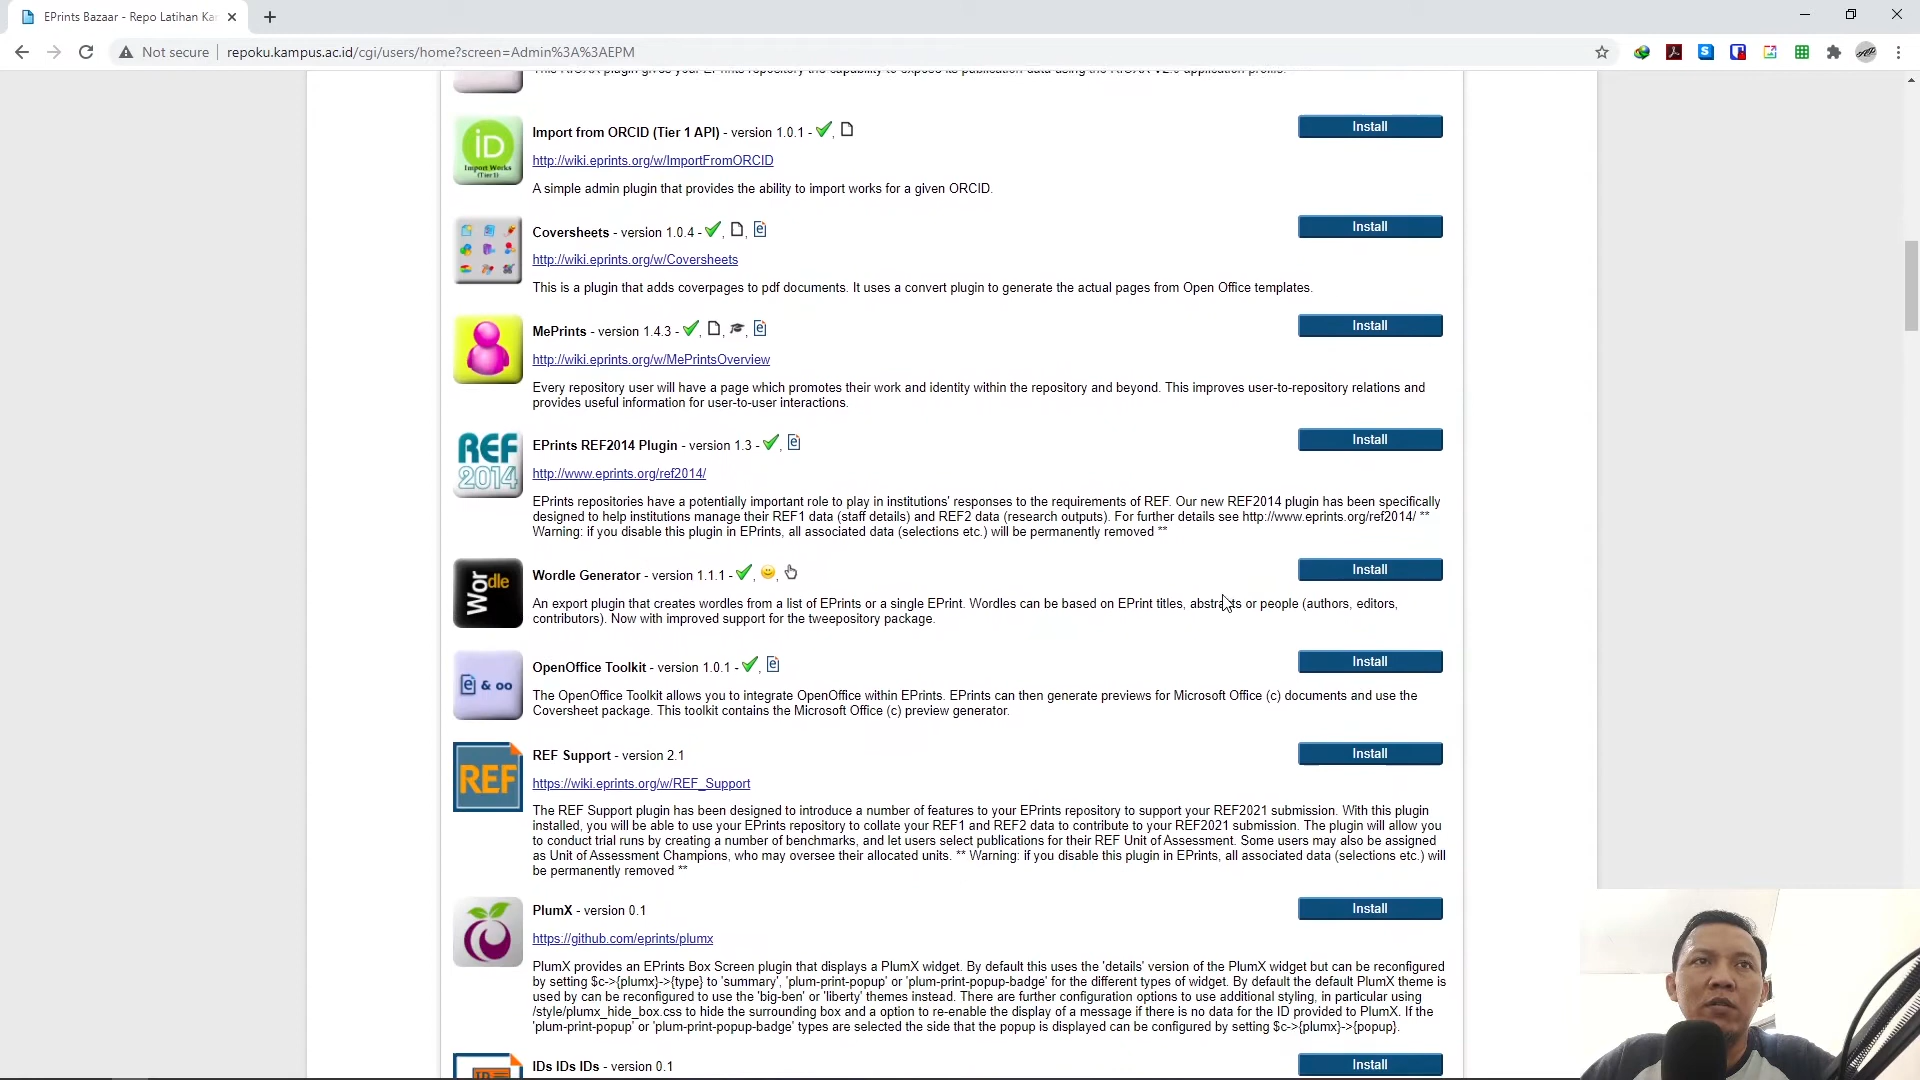 EPrints Bazaar - Repo Latihan Ka
Not secure
repoku.kampus.ac.id/cgi/users/home?screen=Admin%3A%3AEPM
This RIOXX plugin gives your EPrints repository the capability to expose its publication data using the RIOXX v2.0 application profile.
iD
Import Works
(Tier 1)
Import from ORCID (Tier 1 API) - version 1.0.1 - , 
Install
http://wiki.eprints.org/w/ImportFromORCID
A simple admin plugin that provides the ability to import works for a given ORCID.
Coversheets - version 1.0.4 - , , 
Install
http://wiki.eprints.org/w/Coversheets
This is a plugin that adds coverpages to pdf documents. It uses a convert plugin to generate the actual pages from Open Office templates.
MePrints - version 1.4.3 - , , , 
Install
http://wiki.eprints.org/w/MePrintsOverview
Every repository user will have a page which promotes their work and identity within the repository and beyond. This improves user-to-repository relations and
provides useful information for user-to-user interactions.
REF
2014
EPrints REF2014 Plugin - version 1.3 - , 
Install
http://www.eprints.org/ref2014/
EPrints repositories have a potentially important role to play in institutions' responses to the requirements of REF. Our new REF2014 plugin has been specifically
designed to help institutions manage their REF1 data (staff details) and REF2 data (research outputs). For further details see http://www.eprints.org/ref2014/ **
Warning: if you disable this plugin in EPrints, all associated data (selections etc.) will be permanently removed **
Wordle
Wordle Generator - version 1.1.1 - , , 
Install
An export plugin that creates wordles from a list of EPrints or a single EPrint. Wordles can be based on EPrint titles, abstracts or people (authors, editors,
contributors). Now with improved support for the tweepository package.
e & oo
OpenOffice Toolkit - version 1.0.1 - , 
Install
The OpenOffice Toolkit allows you to integrate OpenOffice within EPrints. EPrints can then generate previews for Microsoft Office (c) documents and use the
Coversheet package. This toolkit contains the Microsoft Office (c) preview generator.
REF
REF Support - version 2.1
Install
https://wiki.eprints.org/w/REF_Support
The REF Support plugin has been designed to introduce a number of features to your EPrints repository to support your REF2021 submission. With this plugin
installed, you will be able to use your EPrints repository to collate your REF1 and REF2 data to contribute to your REF2021 submission. The plugin will allow you
to conduct trial runs by creating a number of benchmarks, and let users select publications for their REF Unit of Assessment. Some users may also be assigned
as Unit of Assessment Champions, who may oversee their allocated units. ** Warning: if you disable this plugin in EPrints, all associated data (selections etc.) will
be permanently removed **
PlumX - version 0.1
Install
https://github.com/eprints/plumx
PlumX provides an EPrints Box Screen plugin that displays a PlumX widget. By default this uses the 'details' version of the PlumX widget but can be reconfigured
by setting $c->{plumx}->{type} to 'summary', 'plum-print-popup' or 'plum-print-popup-badge' for the different types of widget. By default the default PlumX theme is
used by can be reconfigured to use the 'big-ben' or 'liberty' themes instead. There are further configuration options to use additional styling, in particular using
/style/plumx_hide_box.css to hide the surrounding box and a option to re-enable the display of a message if there is no data for the ID provided to PlumX. If the
'plum-print-popup' or 'plum-print-popup-badge' types are selected the side that the popup is displayed can be configured by setting $c->{plumx}->{popup}.
IDs IDs IDs - version 0.1
Install